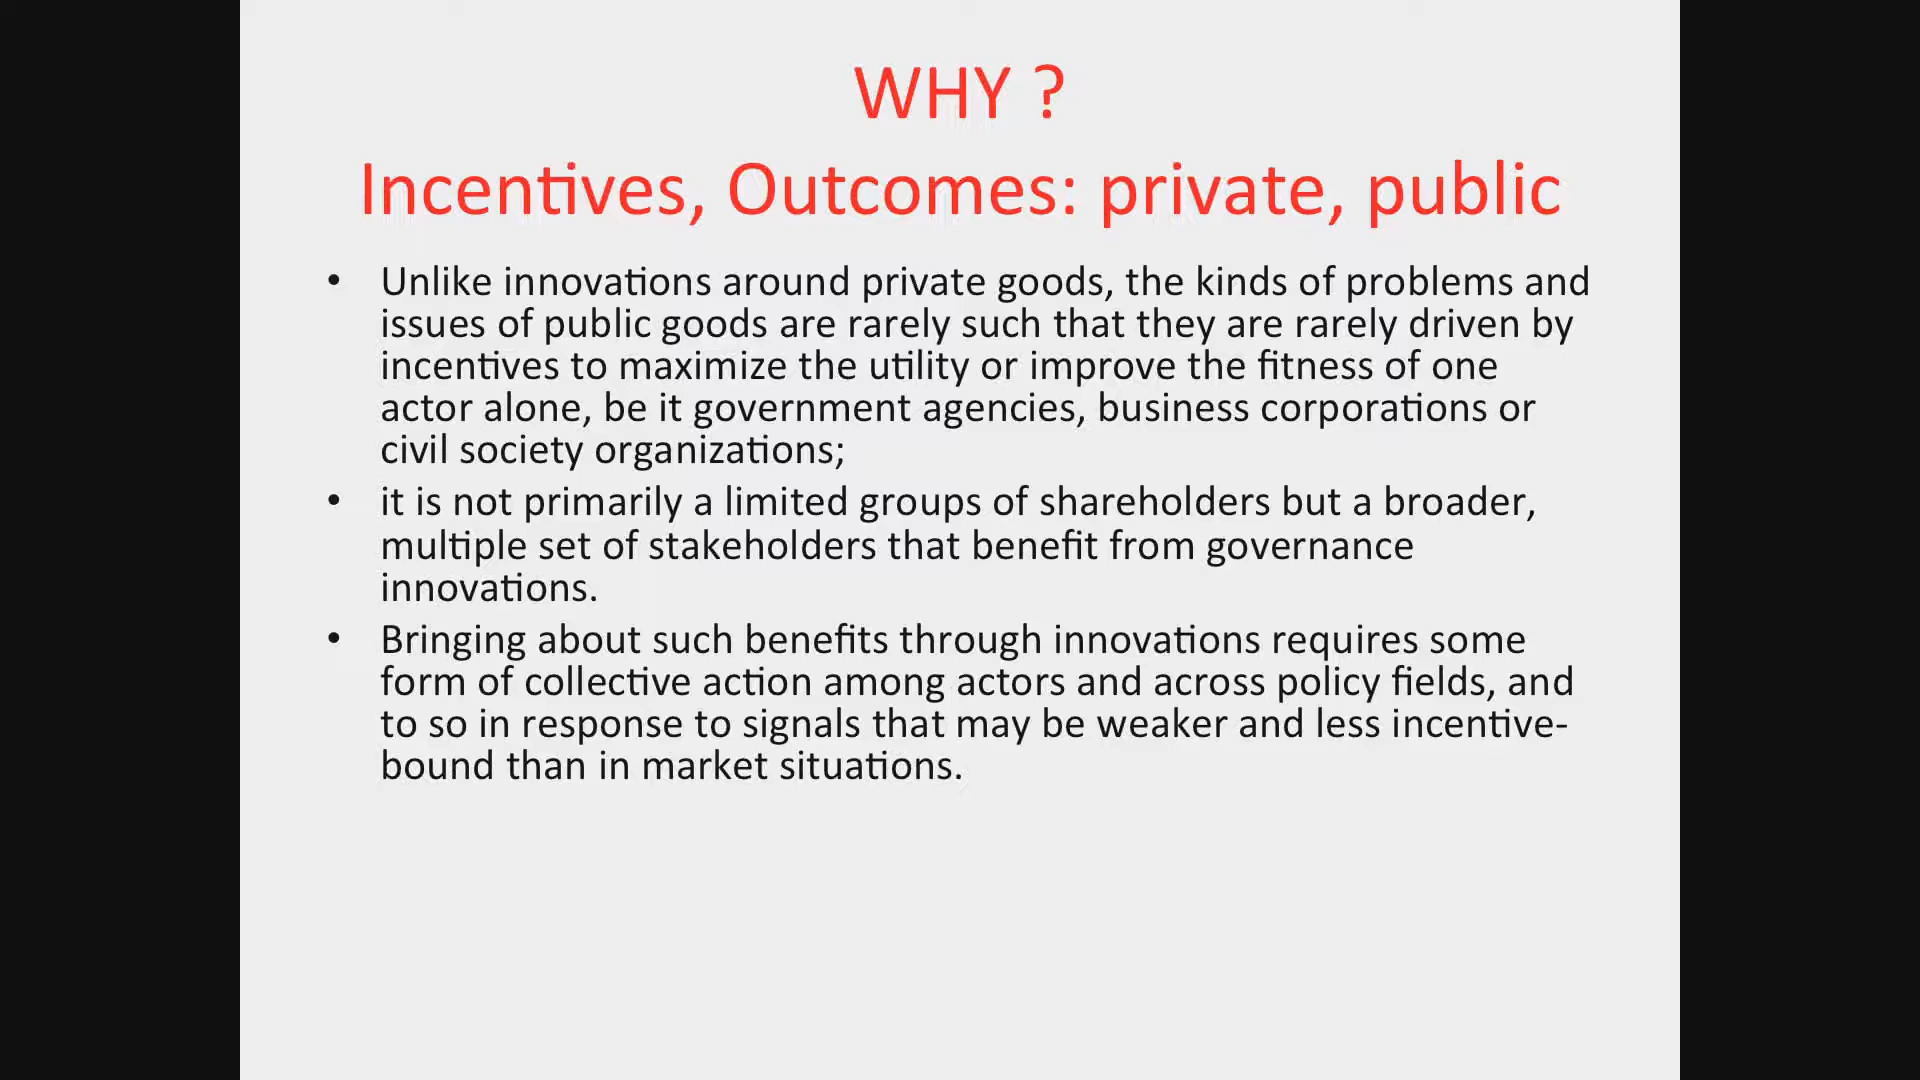 WHY ?
Incentives, Outcomes: private, public
• Unlike innovations around private goods, the kinds of problems and
issues of public goods are rarely such that they are rarely driven by
incentives to maximize the utility or improve the fitness of one
actor alone, be it government agencies, business corporations or
civil society organizations;
• it is not primarily a limited groups of shareholders but a broader,
multiple set of stakeholders that benefit from governance
innovations.
• Bringing about such benefits through innovations requires some
form of collective action among actors and across policy fields, and
to so in response to signals that may be weaker and less incentive-
bound than in market situations.